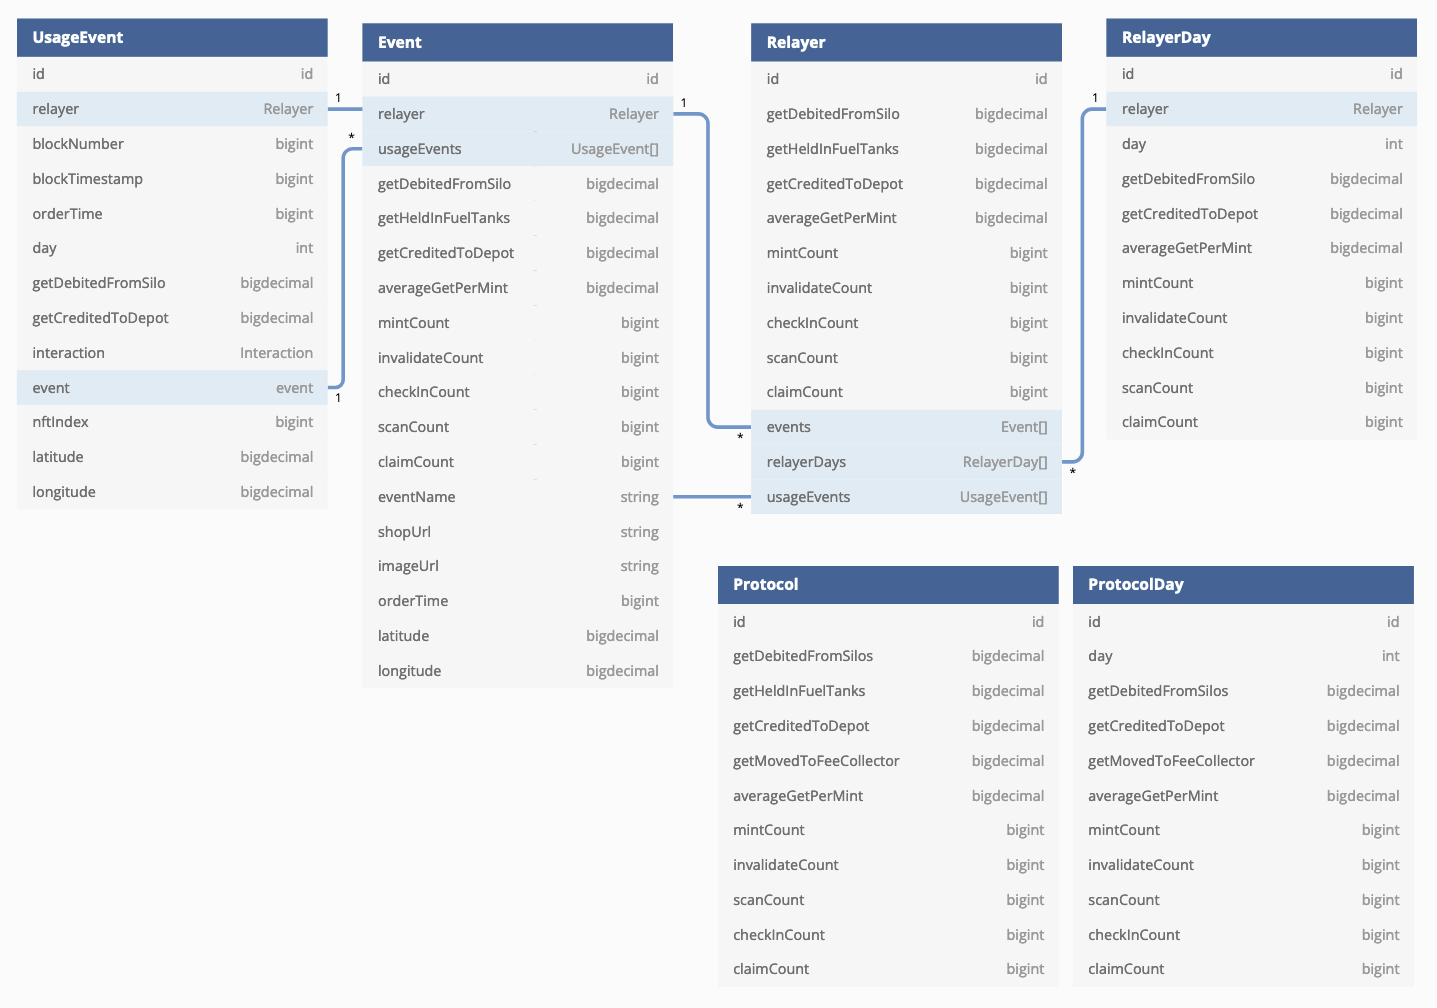 UsageEvent
id id
relayer Relayer
blockNumber bigint
blockTimestamp bigint
orderTime bigint
day int
getDebitedFromSilo bigdecimal
getCreditedToDepot bigdecimal
interaction Interaction
event event
nftIndex bigint
latitude bigdecimal
longitude bigdecimal
1
*
1
Event
id id
relayer Relayer
usageEvents UsageEvent[]
getDebitedFromSilo bigdecimal
getHeldInFuelTanks bigdecimal
getCreditedToDepot bigdecimal
averageGetPerMint bigdecimal
mintCount bigint
invalidateCount bigint
checkInCount bigint
scanCount bigint
claimCount bigint
eventName string
shopUrl string
imageUrl string
orderTime bigint
latitude bigdecimal
longitude bigdecimal
1
*
*
Relayer
id id
getDebitedFromSilo bigdecimal
getHeldInFuelTanks bigdecimal
getCreditedToDepot bigdecimal
averageGetPerMint bigdecimal
mintCount bigint
invalidateCount bigint
checkInCount bigint
scanCount bigint
claimCount bigint
events Event[]
relayerDays RelayerDay[]
usageEvents UsageEvent[]
1
*
RelayerDay
id id
relayer Relayer
day int
getDebitedFromSilo bigdecimal
getCreditedToDepot bigdecimal
averageGetPerMint bigdecimal
mintCount bigint
invalidateCount bigint
checkInCount bigint
scanCount bigint
claimCount bigint
Protocol
id id
getDebitedFromSilos bigdecimal
getHeldInFuelTanks bigdecimal
getCreditedToDepot bigdecimal
getMovedToFeeCollector bigdecimal
averageGetPerMint bigdecimal
mintCount bigint
invalidateCount bigint
scanCount bigint
checkInCount bigint
claimCount bigint
ProtocolDay
id id
day int
getDebitedFromSilos bigdecimal
getCreditedToDepot bigdecimal
getMovedToFeeCollector bigdecimal
averageGetPerMint bigdecimal
mintCount bigint
invalidateCount bigint
scanCount bigint
checkInCount bigint
claimCount bigint